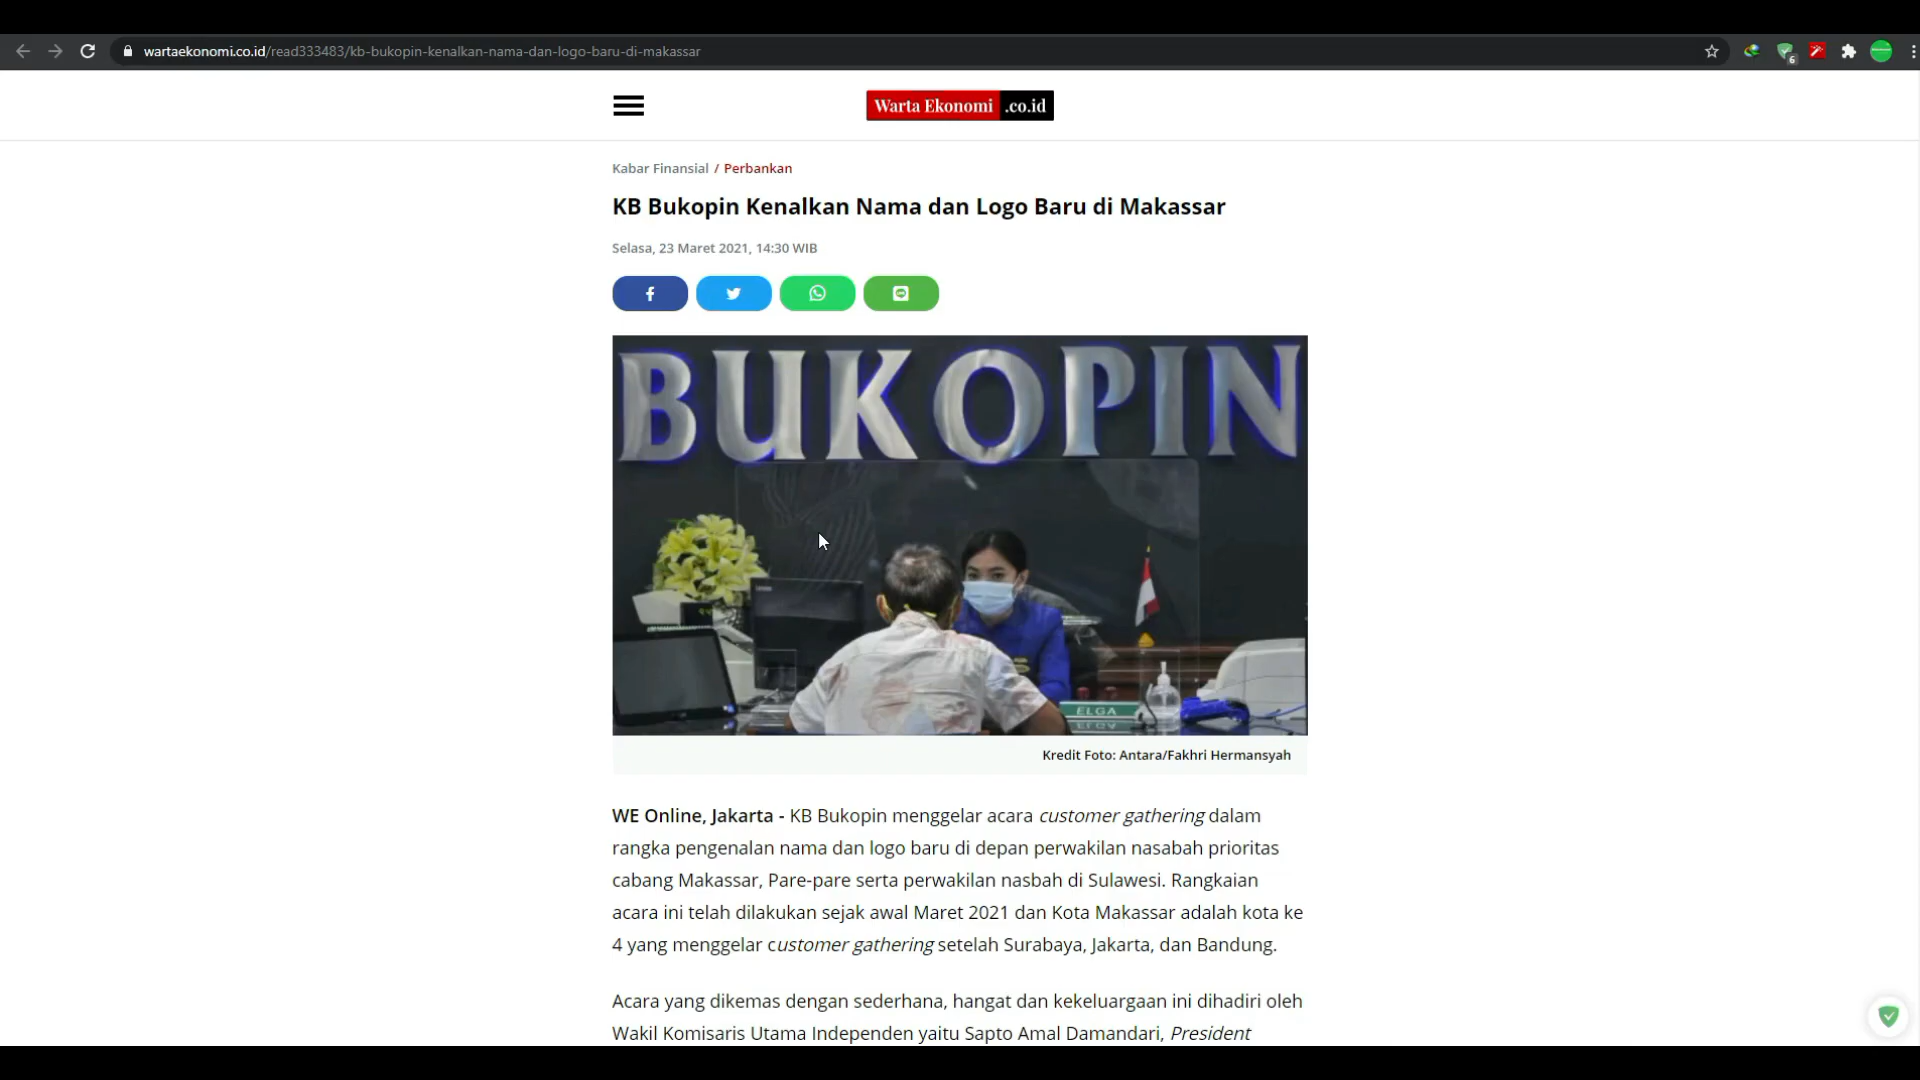 wartaekonomi.co.id/read333483/kb-bukopin-kenalkan-nama-dan-logo-baru-di-makassar
6
Warta Ekonomi .co.id
Kabar Finansial / Perbankan
KB Bukopin Kenalkan Nama dan Logo Baru di Makassar
Selasa, 23 Maret 2021, 14:30 WIB
BUKOPIN
ELGA
Kredit Foto: Antara/Fakhri Hermansyah
WE Online, Jakarta - KB Bukopin menggelar acara customer gathering dalam
rangka pengenalan nama dan logo baru di depan perwakilan nasabah prioritas
cabang Makassar, Pare-pare serta perwakilan nasbah di Sulawesi. Rangkaian
acara ini telah dilakukan sejak awal Maret 2021 dan Kota Makassar adalah kota ke
4 yang menggelar customer gathering setelah Surabaya, Jakarta, dan Bandung.
Acara yang dikemas dengan sederhana, hangat dan kekeluargaan ini dihadiri oleh
Wakil Komisaris Utama Independen yaitu Sapto Amal Damandari, President